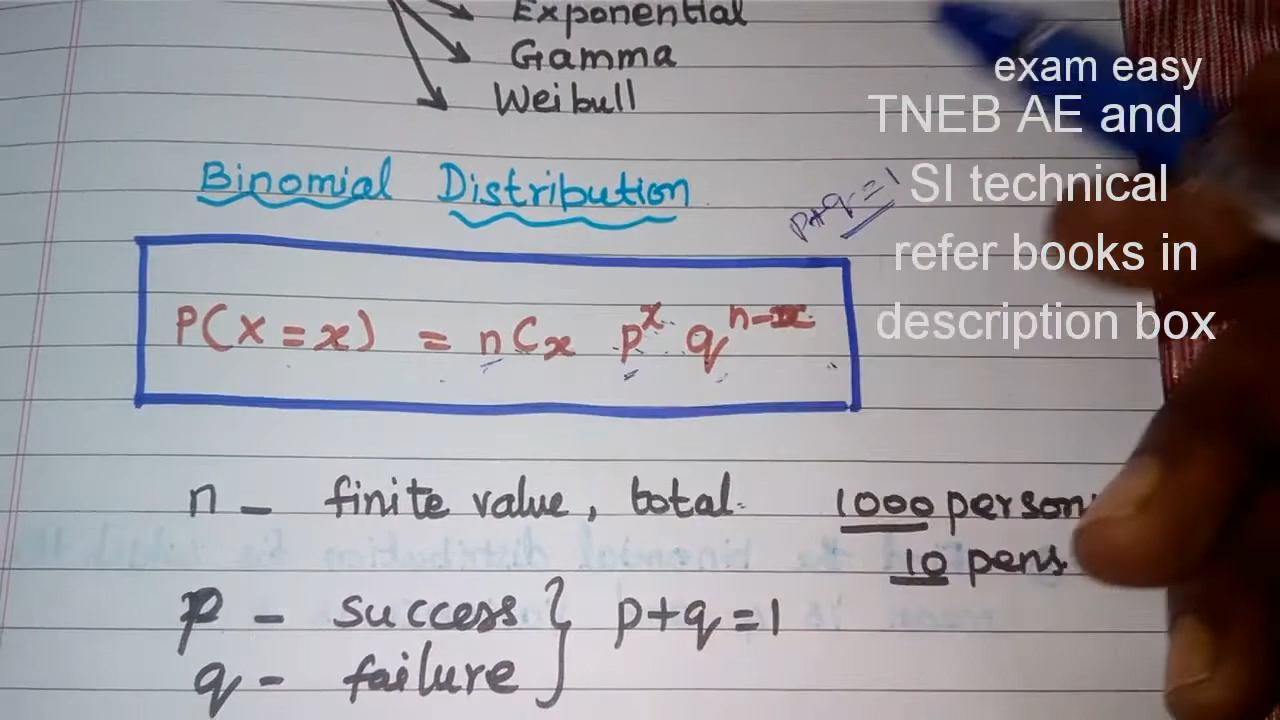 Exponential
Gamma
Weibull
exam easy
TNEB AE and
SI technical
refer books in
description box
Binomial Distribution
p+q=1
P(X=x) = nCx p^x q^n-x
n - finite value, total.
1000 person
10 pens
p - success
q - failure
p+q=1